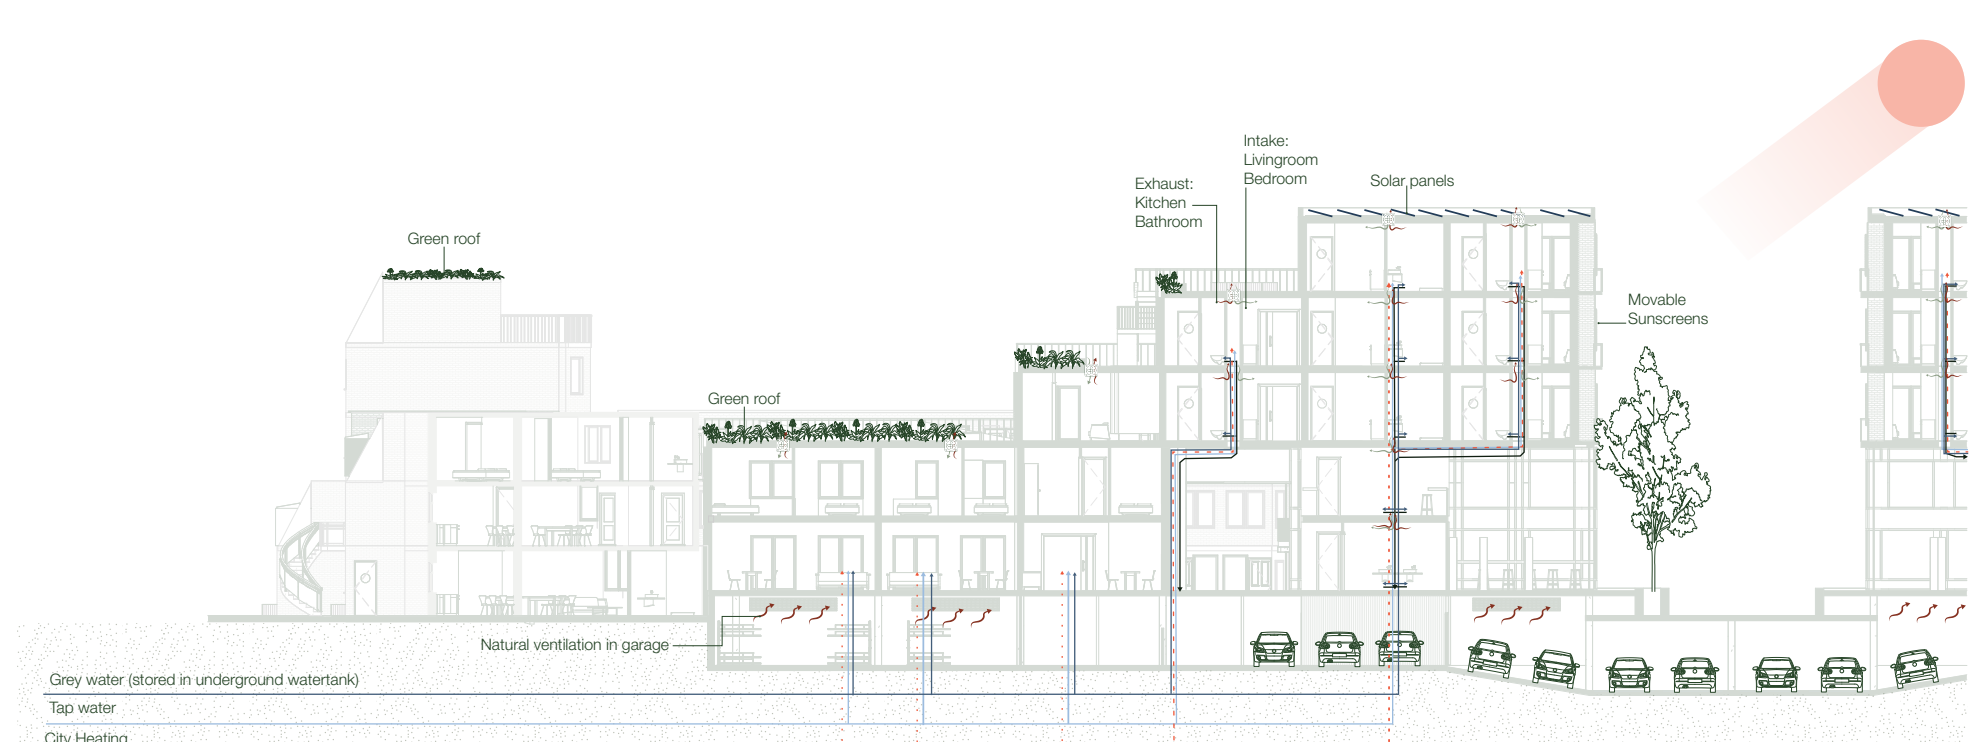 Intake:
Livingroom
Bedroom
Exhaust:
Kitchen
Bathroom
Solar panels
Green roof
Movable
Sunscreens
Green roof
Natural ventilation in garage
Grey water (stored in underground watertank)
Tap water
City Heating